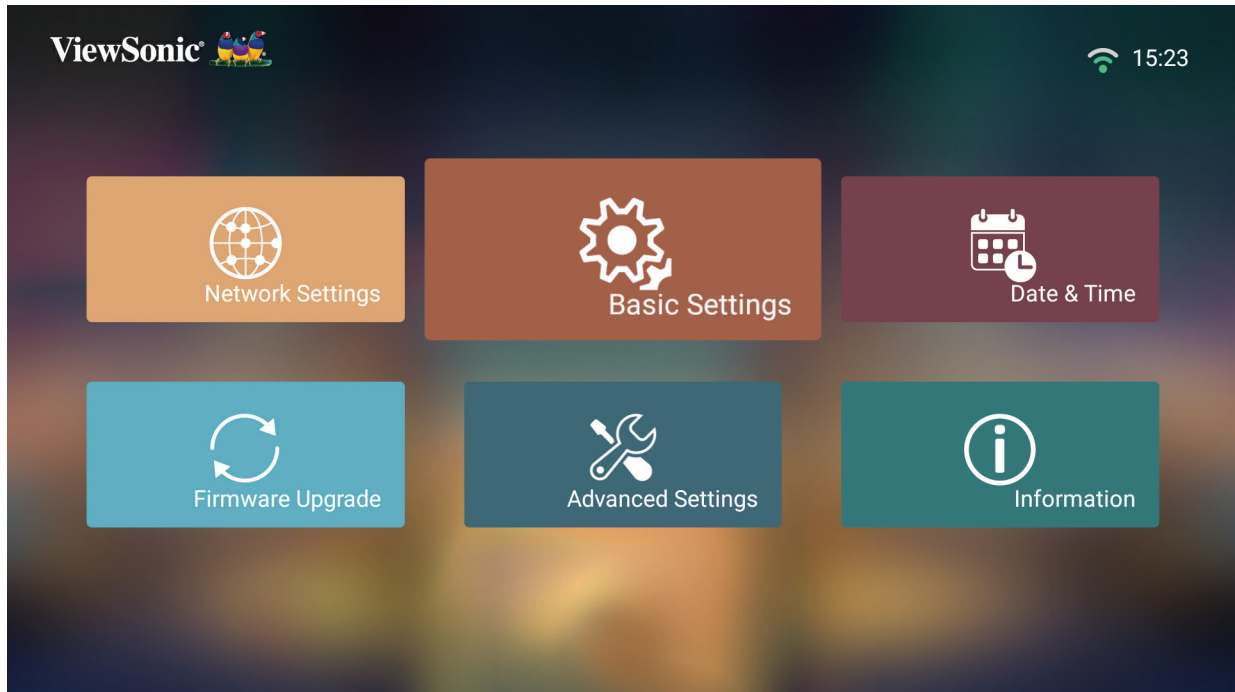 ViewSonic®
15:23
Network Settings
Basic Settings
Date & Time
Firmware Upgrade
Advanced Settings
Information